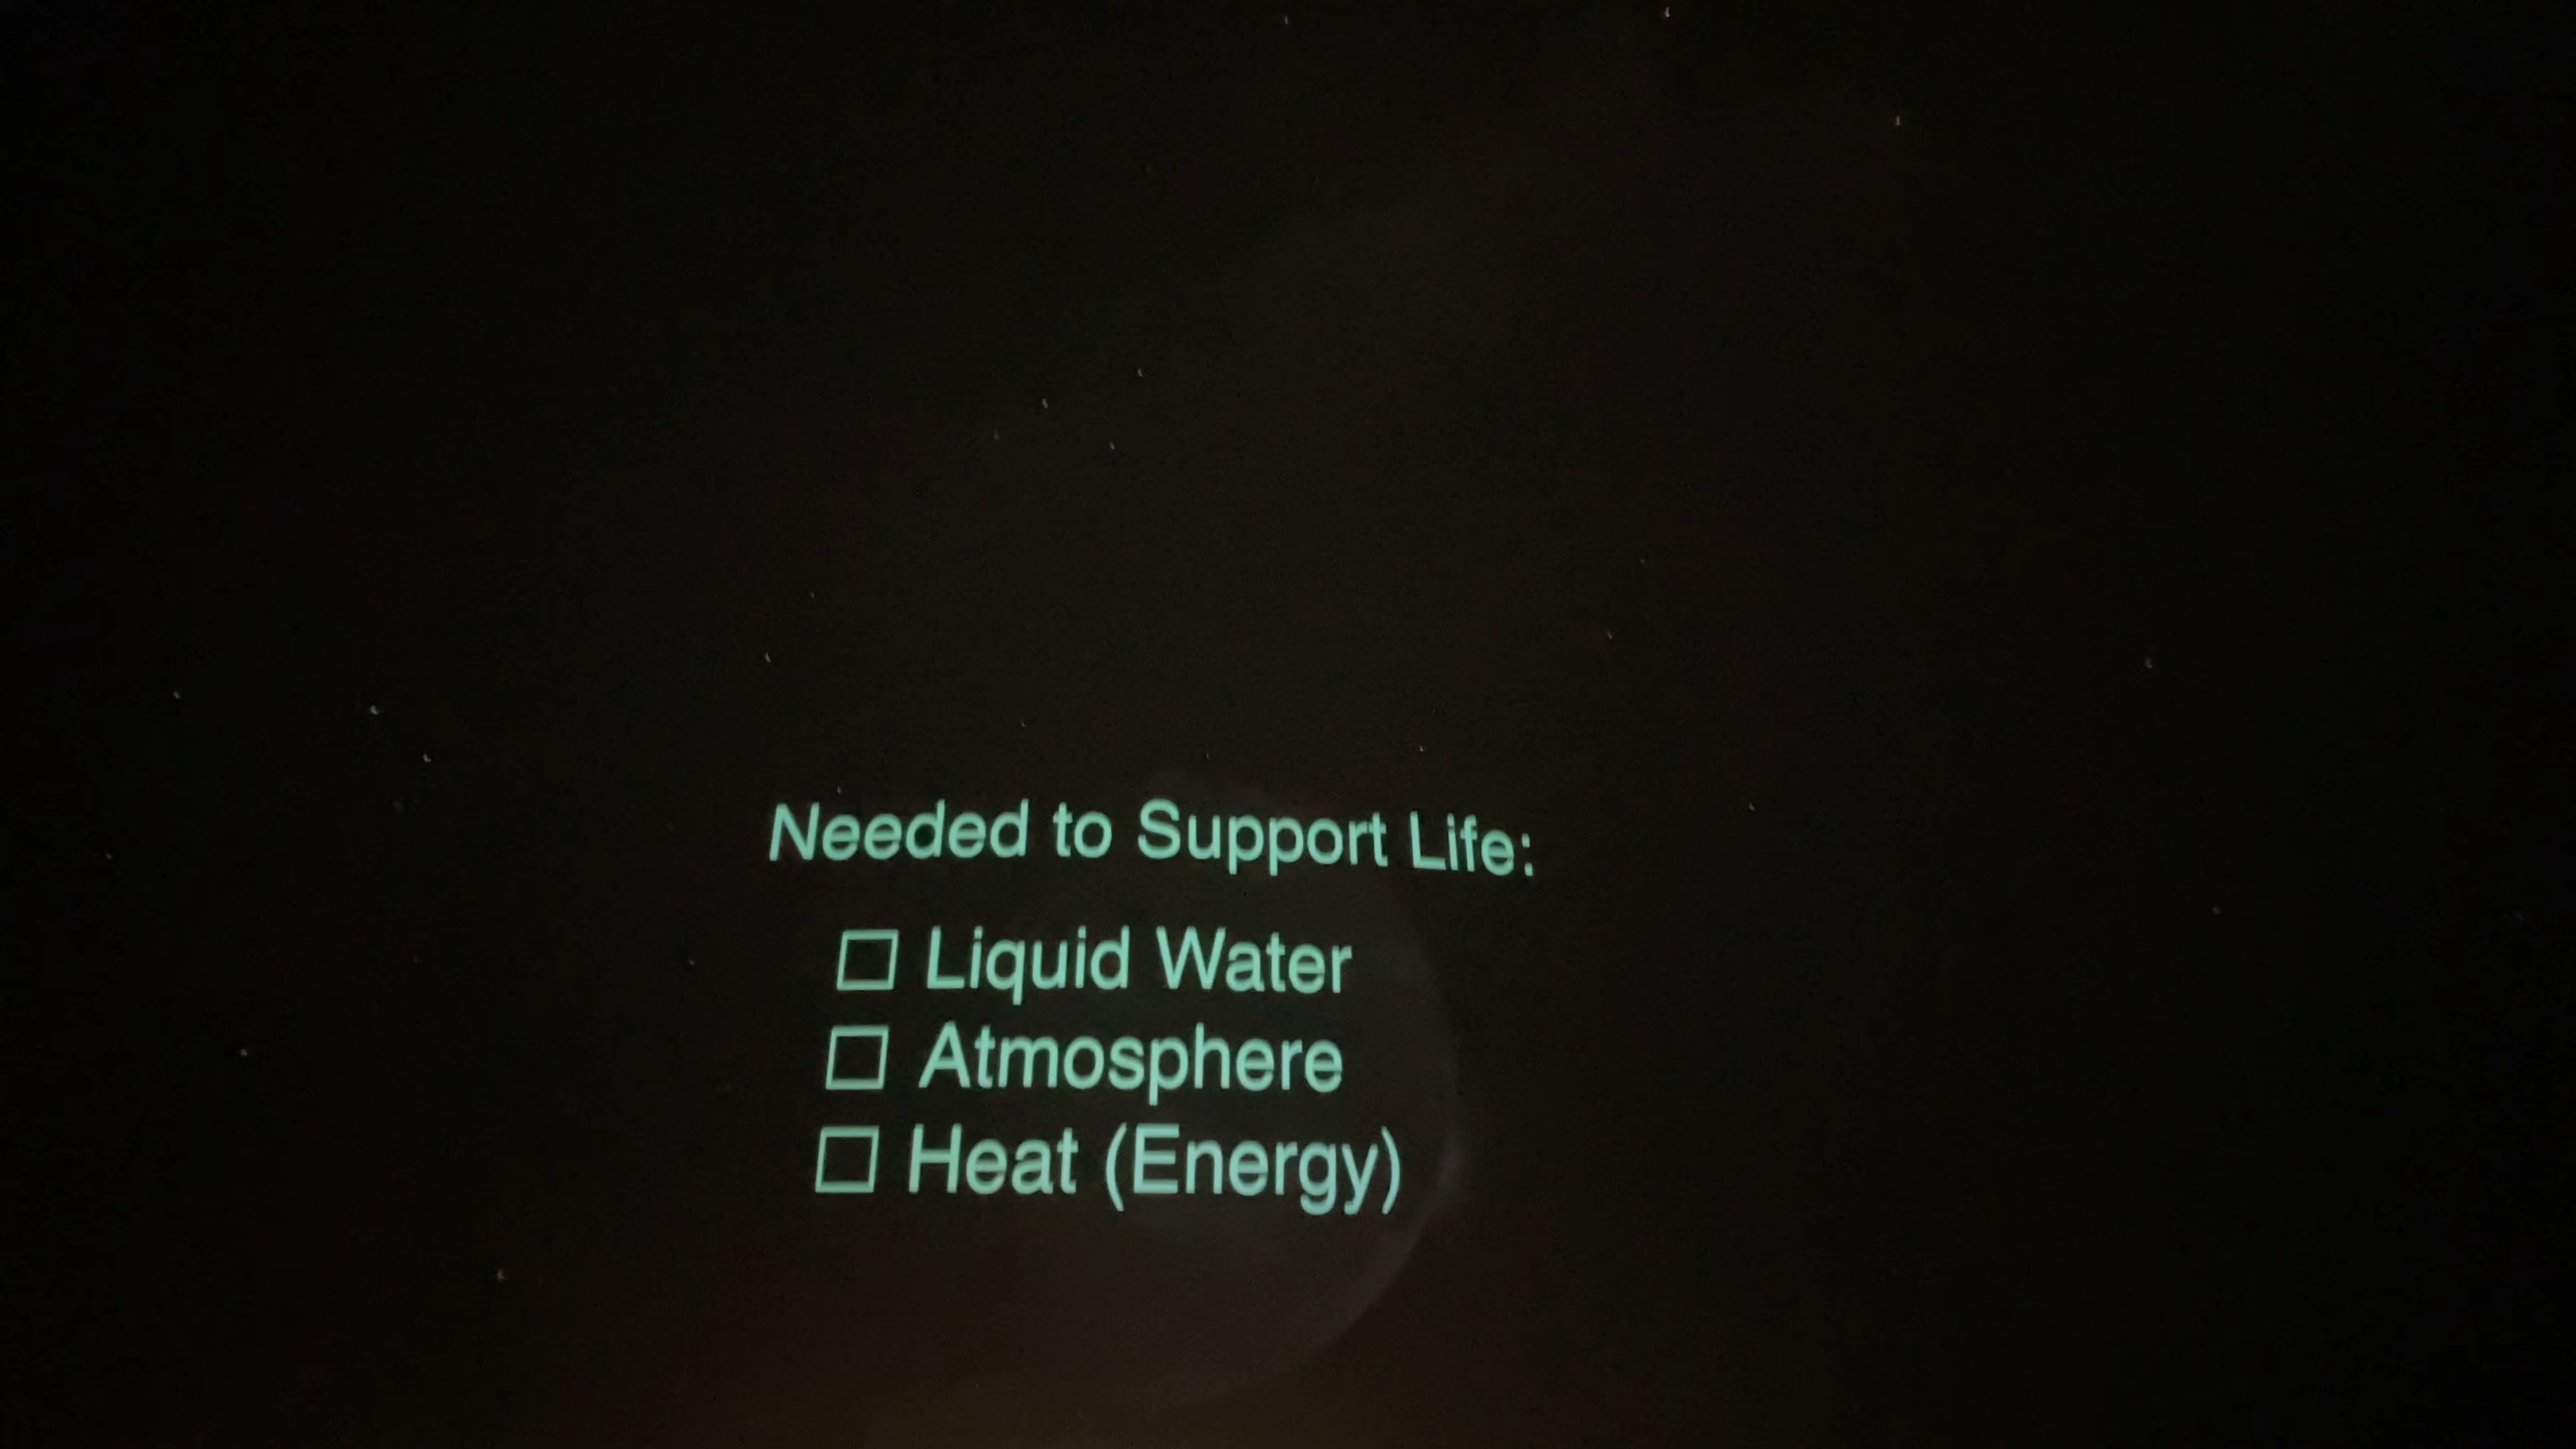 Needed to Support Life:
☐ Liquid Water
☐ Atmosphere
☐ Heat (Energy)